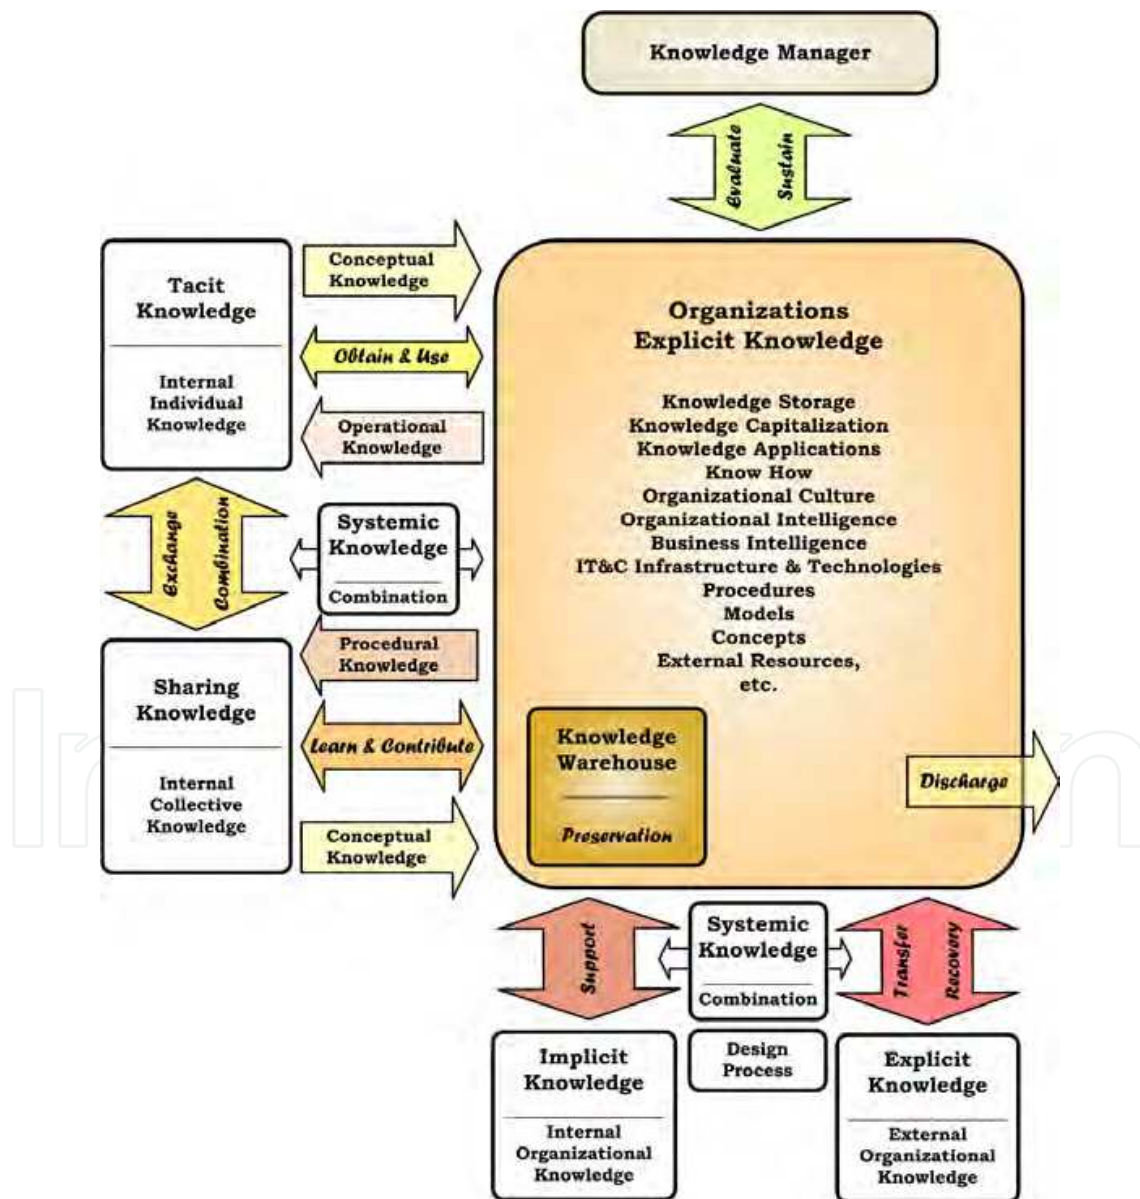 Knowledge Manager
Evaluate
Sustain
Tacit
Knowledge
Internal
Individual
Knowledge
Conceptual
Knowledge
Obtain & Use
Operational
Knowledge
Organizations
Explicit Knowledge
Knowledge Storage
Knowledge Capitalization
Knowledge Applications
Know How
Organizational Culture
Organizational Intelligence
Business Intelligence
IT&C Infrastructure & Technologies
Procedures
Models
Concepts
External Resources,
etc.
Exchange
Combination
Systemic
Knowledge
Combination
Sharing
Knowledge
Internal
Collective
Knowledge
Procedural
Knowledge
Learn & Contribute
Conceptual
Knowledge
Knowledge
Warehouse
Preservation
Discharge
Support
Systemic
Knowledge
Combination
Transfer
Recovery
Implicit
Knowledge
Internal
Organizational
Knowledge
Design
Process
Explicit
Knowledge
External
Organizational
Knowledge